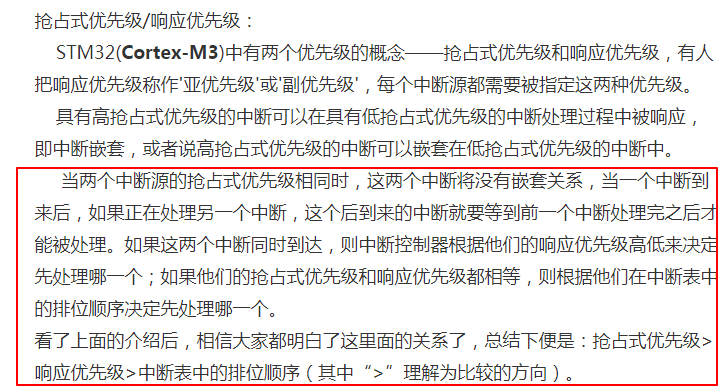 抢占式优先级/响应优先级：
STM32(Cortex-M3)中有两个优先级的概念——抢占式优先级和响应优先级，有人
把响应优先级称作'亚优先级'或'副优先级'，每个中断源都需要被指定这两种优先级。
具有高抢占式优先级的中断可以在具有低抢占式优先级的中断处理过程中被响应，
即中断嵌套，或者说高抢占式优先级的中断可以嵌套在低抢占式优先级的中断中。
当两个中断源的抢占式优先级相同时，这两个中断将没有嵌套关系，当一个中断到
来后，如果正在处理另一个中断，这个后到来的中断就要等到前一个中断处理完之后才
能被处理。如果这两个中断同时到达，则中断控制器根据他们的响应优先级高低来决定
先处理哪一个；如果他们的抢占式优先级和响应优先级都相等，则根据他们在中断表中
的排位顺序决定先处理哪一个。
看了上面的介绍后，相信大家都明白了这里面的关系了，总结下便是：抢占式优先级>
响应优先级>中断表中的排位顺序（其中“>”理解为比较的方向）。